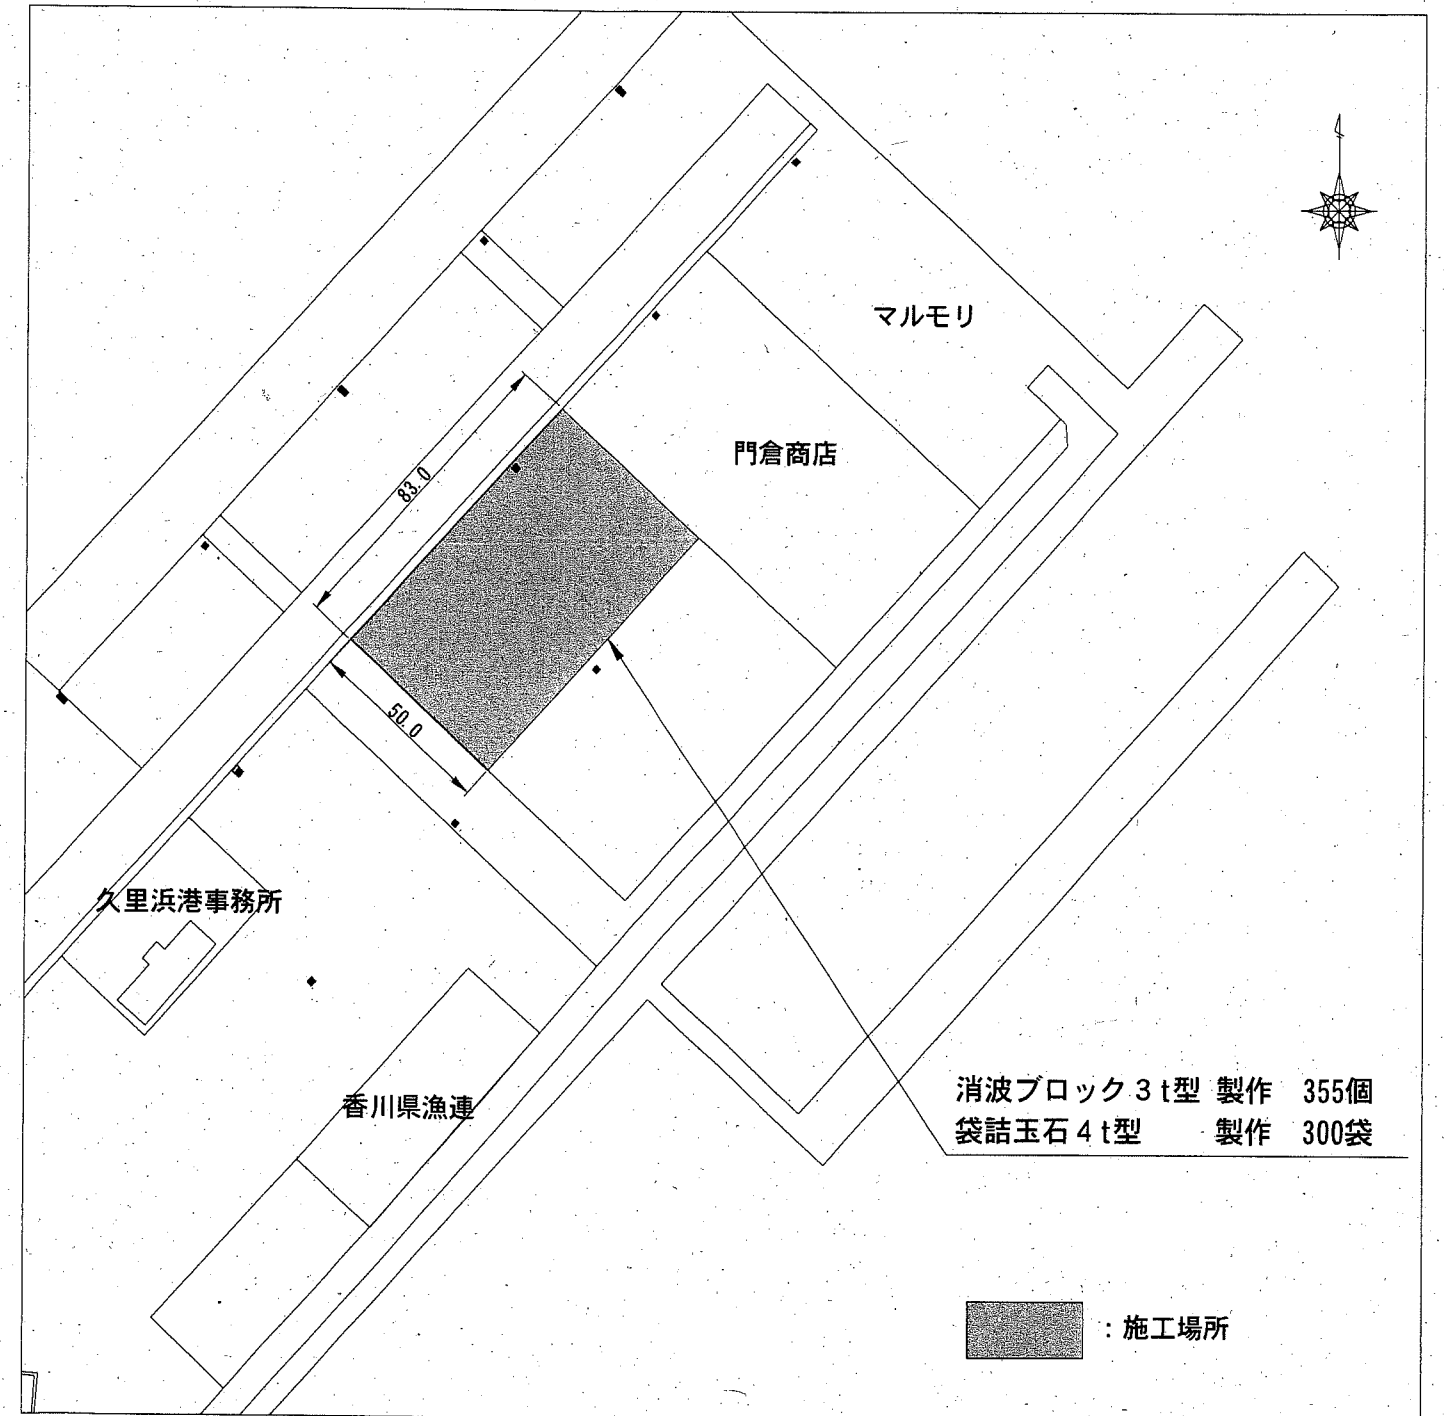 マルモリ
門倉商店
83.0
50.0
久里浜港事務所
香川県漁連
消波ブロック3t型 製作 355個
袋詰玉石4t型 製作 300袋
：施工場所